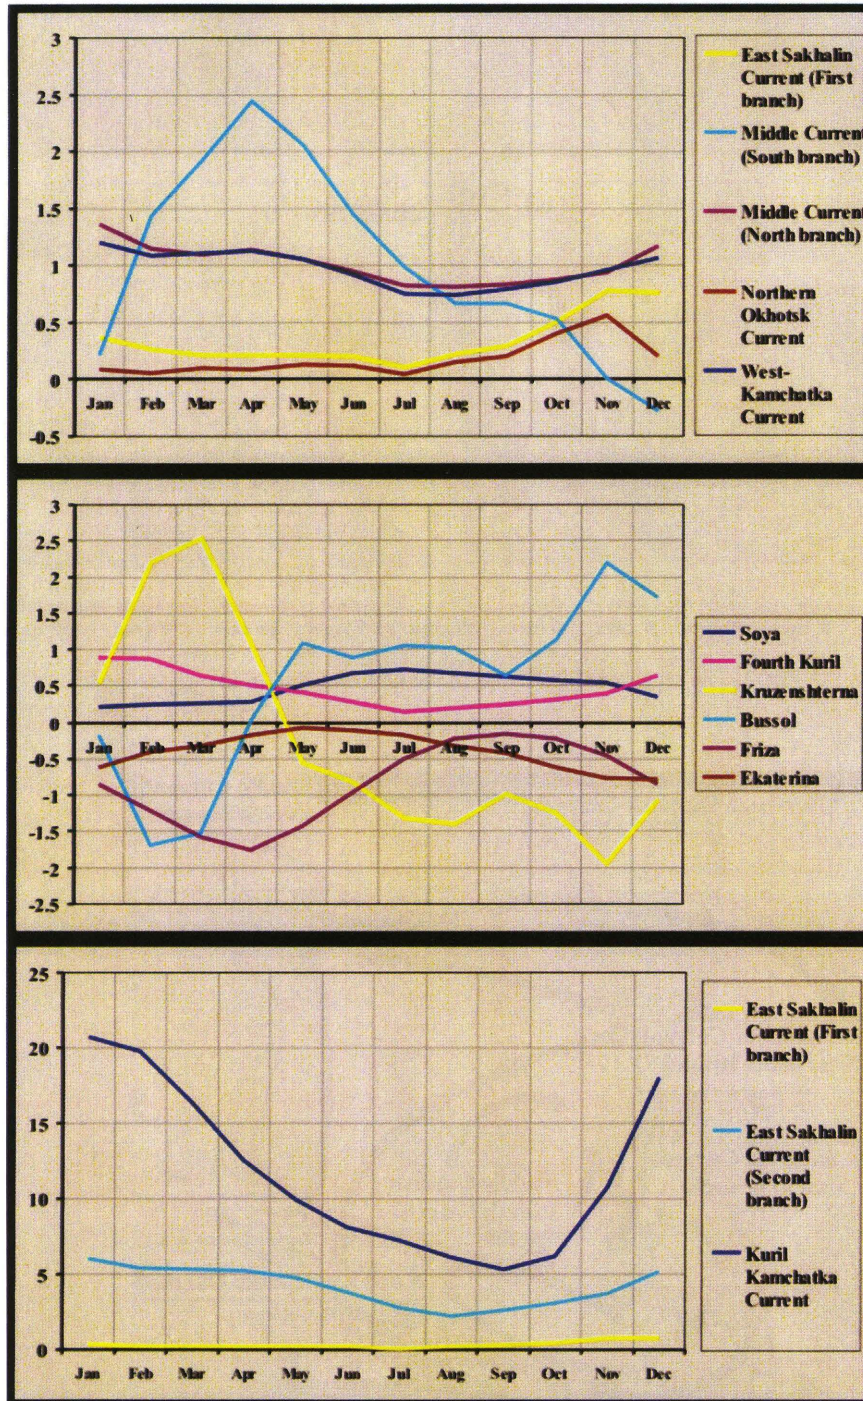 3
2.5
2
1.5
1
0.5
0
-0.5
Jan Feb Mar Apr May Jun Jul Aug Sep Oct Nov Dec
East Sakhalin
Current (First
branch)
Middle Current
(South branch)
Middle Current
(North branch)
Northern
Okhotsk
Current
West-
Kamchatka
Current
3
2.5
2
1.5
1
0.5
0
-0.5
-1
-1.5
-2
-2.5
Jan Feb Mar Apr May Jun Jul Aug Sep Oct Nov Dec
Soya
Fourth Kuril
Kruzenshterna
Bussol
Friza
Ekaterina
25
20
15
10
5
0
Jan Feb Mar Apr May Jun Jul Aug Sep Oct Nov Dec
East Sakhalin
Current (First
branch)
East Sakhalin
Current
(Second
branch)
Kuril
Kamchatka
Current